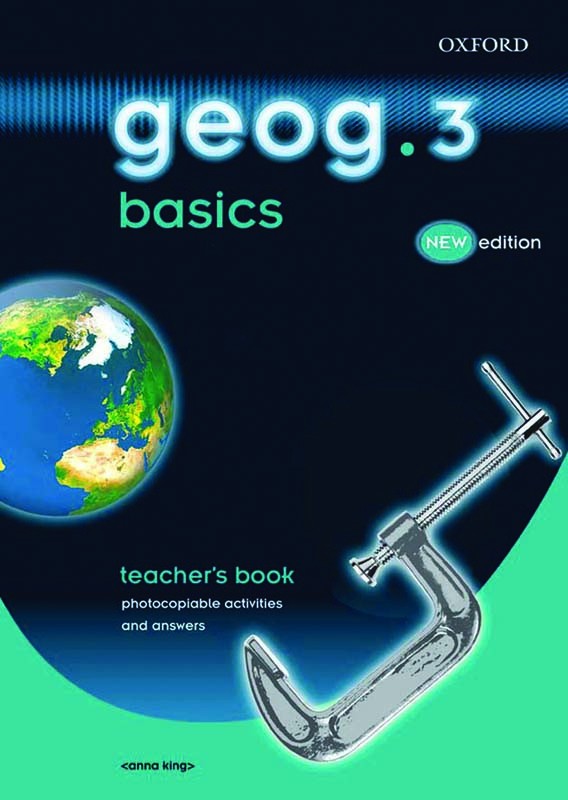 OXFORD
geog.3
basics
NEW edition
teacher's book
photocopiable activities
and answers
<anna king>